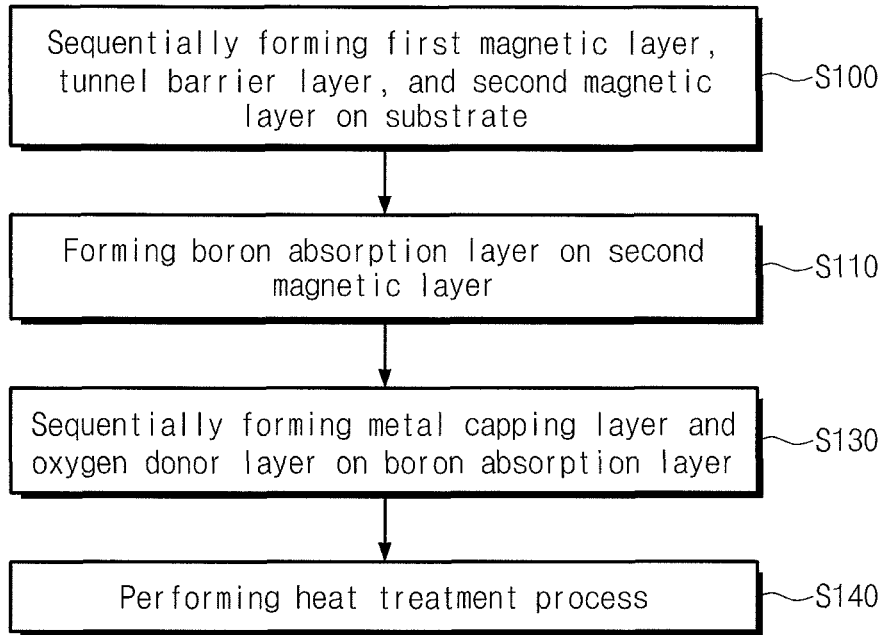 Sequentially forming first magnetic layer,
tunnel barrier layer, and second magnetic
layer on substrate
S100
Forming boron absorption layer on second
magnetic layer
S110
Sequentially forming metal capping layer and
oxygen donor layer on boron absorption layer
S130
Performing heat treatment process
S140